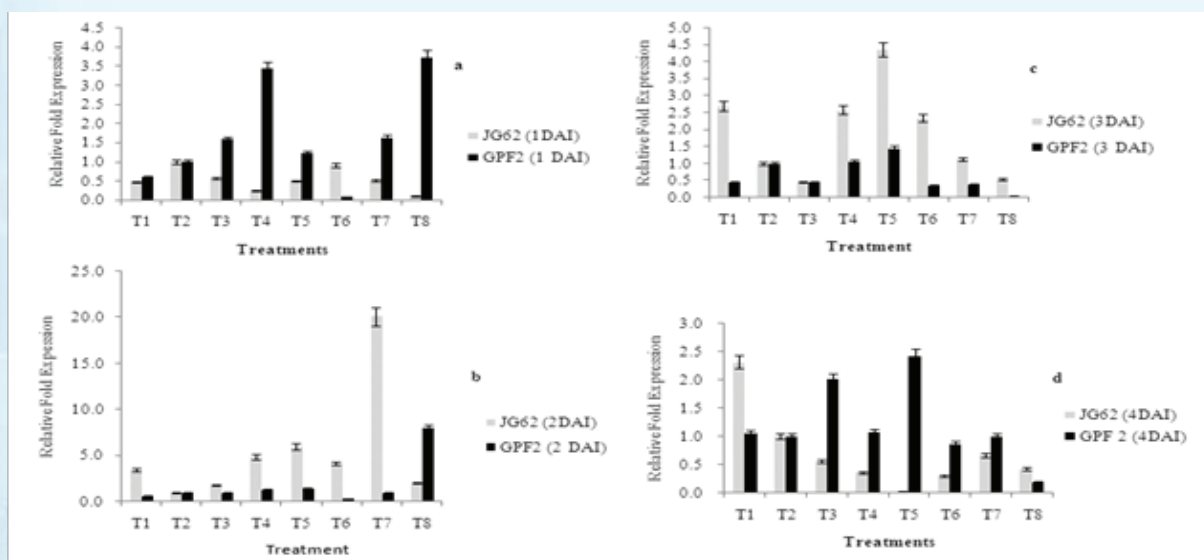 4.5
4.0
3.5
3.0
2.5
2.0
1.5
1.0
0.5
0.0
Relative Fold Expression
T1 T2 T3 T4 T5 T6 T7 T8
Treatments
a
JG62 (1DAI)
GPF2 (1 DAI)
25.0
20.0
15.0
10.0
5.0
0.0
Relative Fold Expession
T1 T2 T3 T4 T5 T6 T7 T8
Treatment
b
JG62 (2DAI)
GPF2 (2 DAI)
5.0
4.5
4.0
3.5
3.0
2.5
2.0
1.5
1.0
0.5
0.0
Relative Fold Expression
T1 T2 T3 T4 T5 T6 T7 T8
Treatment
c
JG62 (3DAI)
GPF2 (3 DAI)
3.0
2.5
2.0
1.5
1.0
0.5
0.0
Relative Fold Expression
T1 T2 T3 T4 T5 T6 T7 T8
Treatments
d
JG62 (4DAI)
GPF 2 (4DAI)